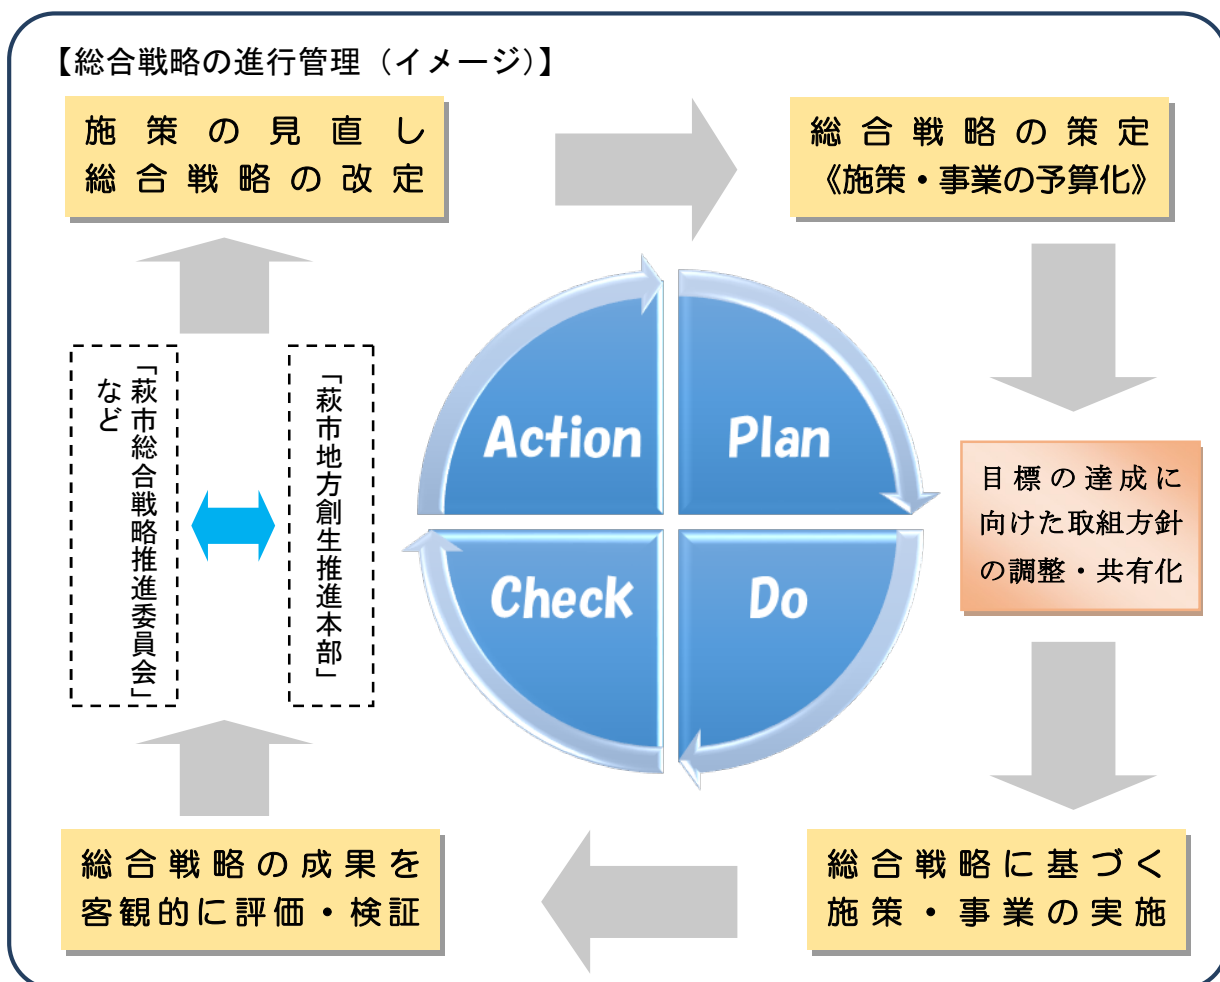 【総合戦略の進行管理（イメージ）】
施策の見直し
総合戦略の改定
総合戦略の策定
《施策・事業の予算化》
「萩市総合戦略推進委員会」
など
「萩市地方創生推進本部」
Action
Plan
Check
Do
目標の達成に
向けた取組方針
の調整・共有化
総合戦略の成果を
客観的に評価・検証
総合戦略に基づく
施策・事業の実施